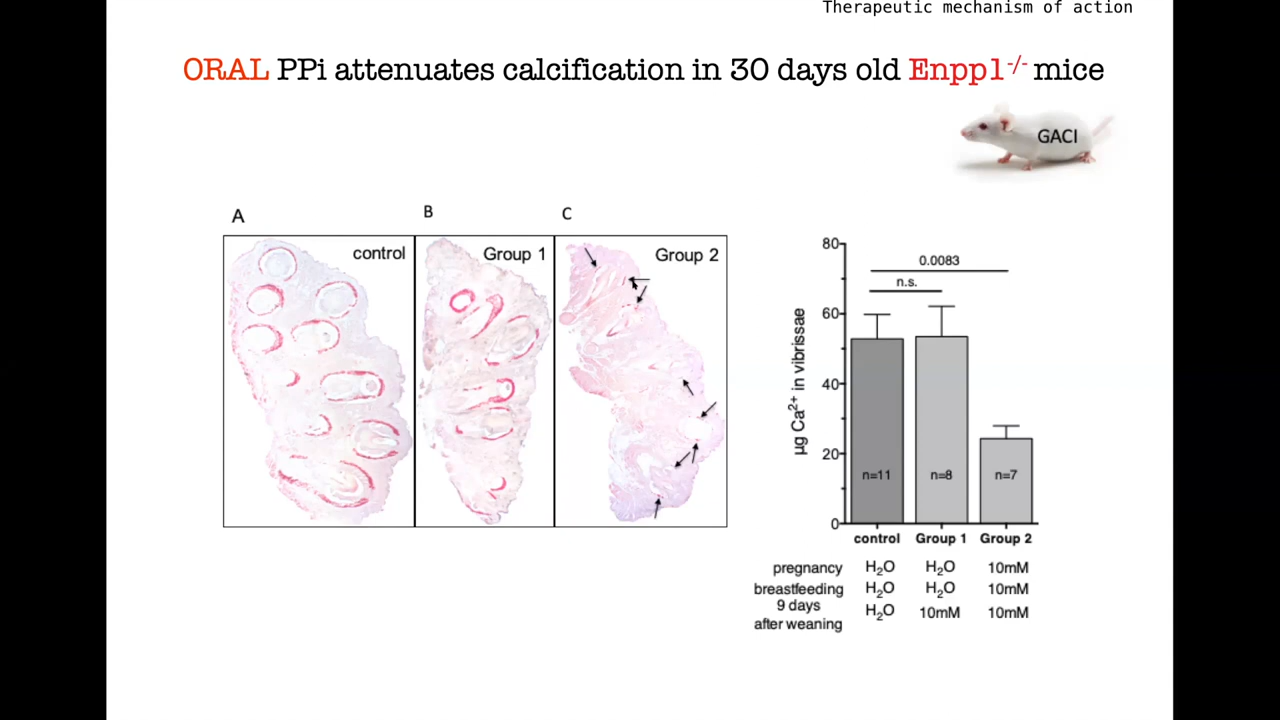 Therapeutic mechanism of action
ORAL PPi attenuates calcification in 30 days old Enpp1-/- mice
GACI
A
B
C
control
Group 1
Group 2
80
60
40
20
0
µg Ca2+ in vibrissae
0.0083
n.s.
n=11
n=8
n=7
control Group 1 Group 2
pregnancy H2O H2O 10mM
breastfeeding H2O H2O 10mM
9 days
after weaning H2O 10mM 10mM